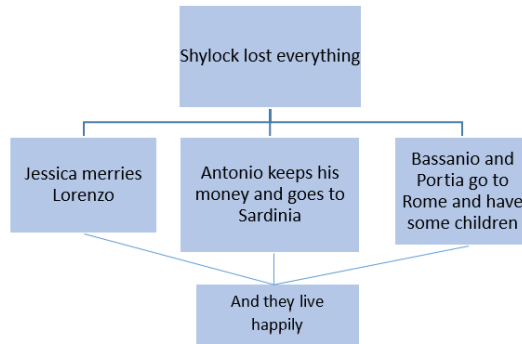 Shylock lost everything
Jessica merries
Lorenzo
Antonio keeps his
money and goes to
Sardinia
Bassanio and
Portia go to
Rome and have
some children
And they live
happily